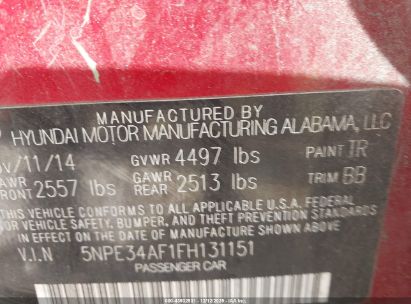 MANUFACTURED BY
HYUNDAI MOTOR MANUFACTURING ALABAMA, LLC
/11/14 GVWR 4497 lbs PAINT TR
GAWR FRONT 2557 lbs GAWR REAR 2513 lbs TRIM BB
THIS VEHICLE CONFORMS TO ALL APPLICABLE U.S.A. FEDERAL
MOTOR VEHICLE SAFETY, BUMPER, AND THEFT PREVENTION
STANDARDS IN EFFECT ON THE DATE OF MANUFACTURE
V.I.N 5NPE34AF1FH131151
PASSENGER CAR